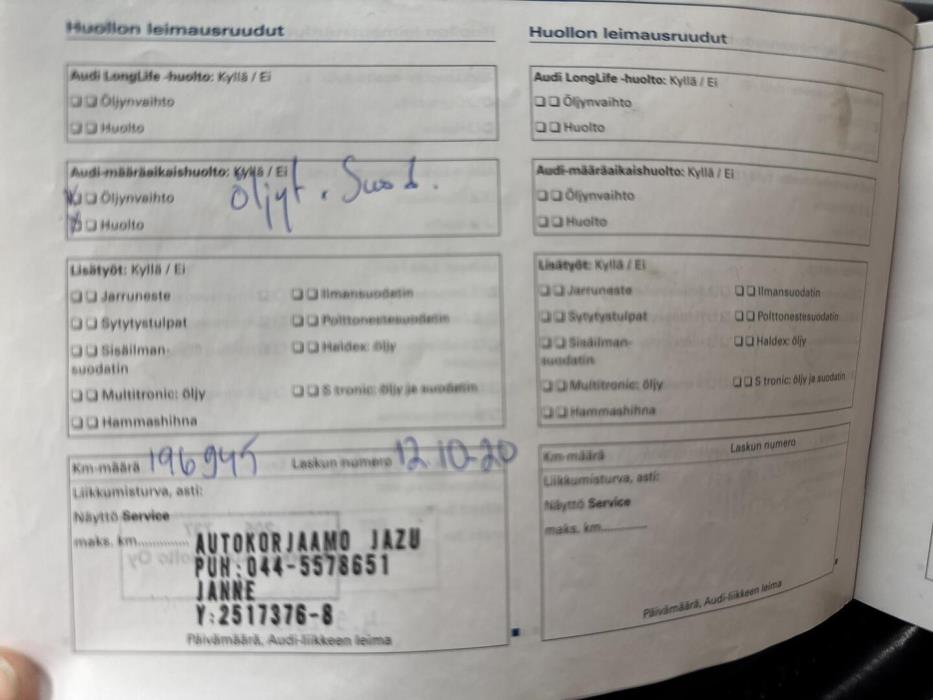 Huollon leimausruudut
Audi LongLife -huolto: Kyllä / Ei
❑ ❑ Öljynvaihto
❑ ❑ Huolto
Audi-määräaikaishuolto: Kyllä / Ei
❑ ❑ Öljynvaihto
öljyt. Suod.
❑ ❑ Huolto
Lisätyöt: Kyllä / Ei
❑ ❑ Jarruneste ❑ ❑ Ilmansuodatin
❑ ❑ Sytytystulpat ❑ ❑ Polttonestesuodatin
❑ ❑ Sisäilman- ❑ ❑ Haldex: öljy
suodatin
❑ ❑ Multitronic: öljy ❑ ❑ S tronic: öljy ja suodatin
❑ ❑ Hammashihna
Km-määrä 196945 Laskun numero 12.10.20
Liikkumisturva, asti:
Näyttö Service
maks. km............
AUTOKORJAAMO JAZU
PUH:044-5578651
JANNE
Y:2517376-8
Päivämäärä, Audi-liikkeen leima
Huollon leimausruudut
Audi LongLife -huolto: Kyllä / Ei
❑ ❑ Öljynvaihto
❑ ❑ Huolto
Audi-määräaikaishuolto: Kyllä / Ei
❑ ❑ Öljynvaihto
❑ ❑ Huolto
Lisätyöt: Kyllä / Ei
❑ ❑ Jarruneste ❑ ❑ Ilmansuodatin
❑ ❑ Sytytystulpat ❑ ❑ Polttonestesuodatin
❑ ❑ Sisäilman- ❑ ❑ Haldex: öljy
suodatin
❑ ❑ Multitronic: öljy ❑ ❑ S tronic: öljy ja suodatin
❑ ❑ Hammashihna
Km-määrä Laskun numero
Liikkumisturva, asti:
Näyttö Service
maks. km............
Päivämäärä, Audi-liikkeen leima